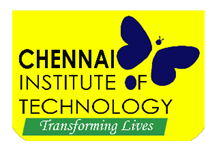 CHENNAI
INSTITUTE OF
TECHNOLOGY
Transforming Lives